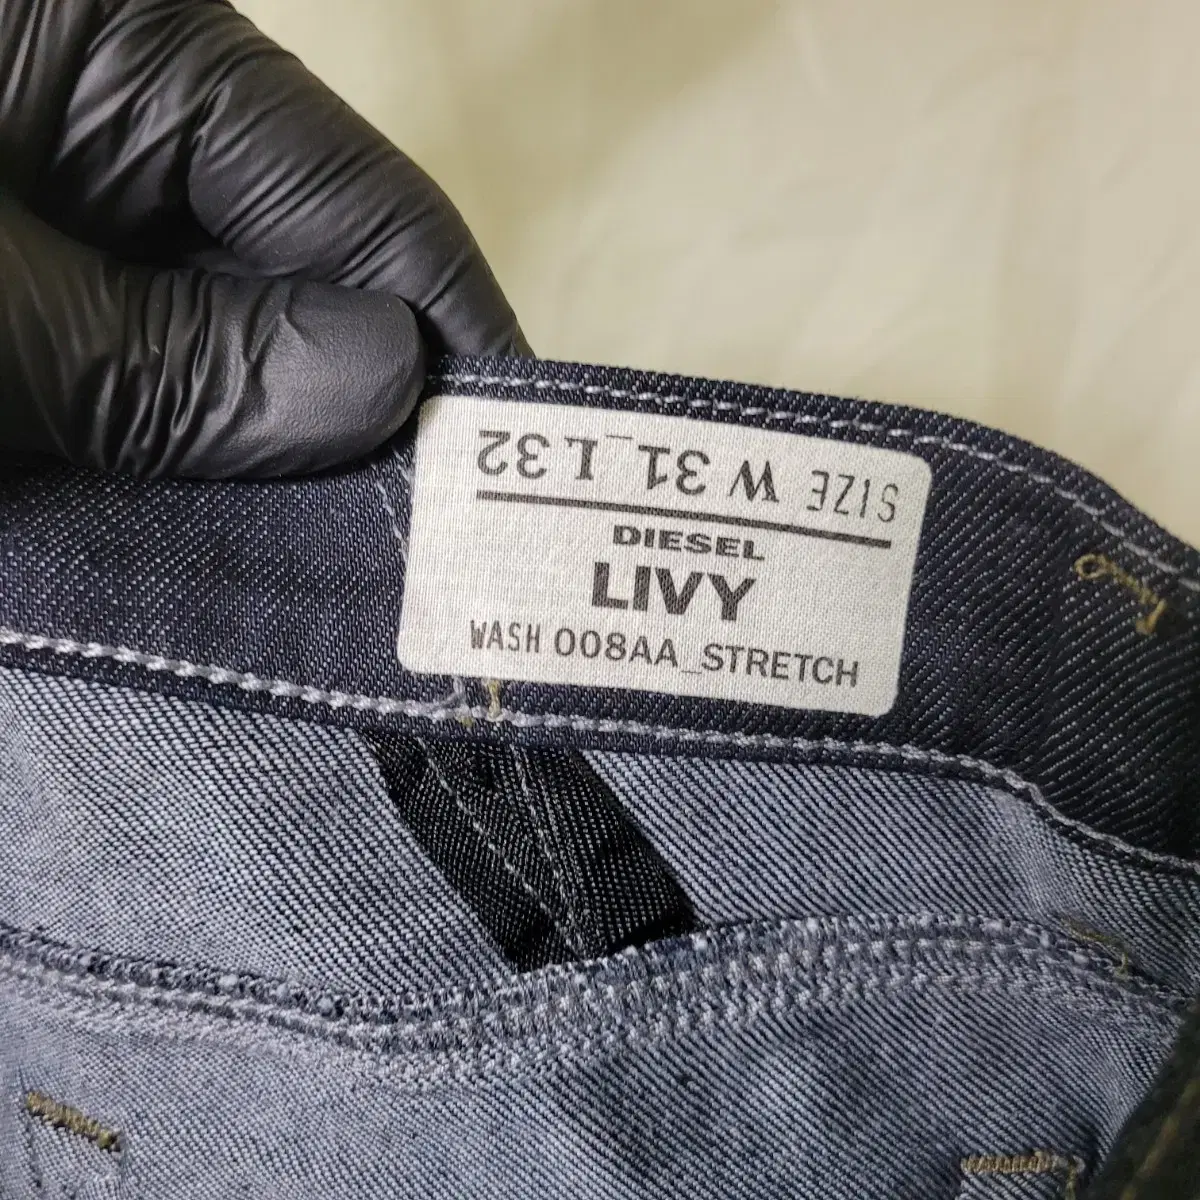 SIZE W 31_L 32
DIESEL
LIVY
WASH 008AA_STRETCH